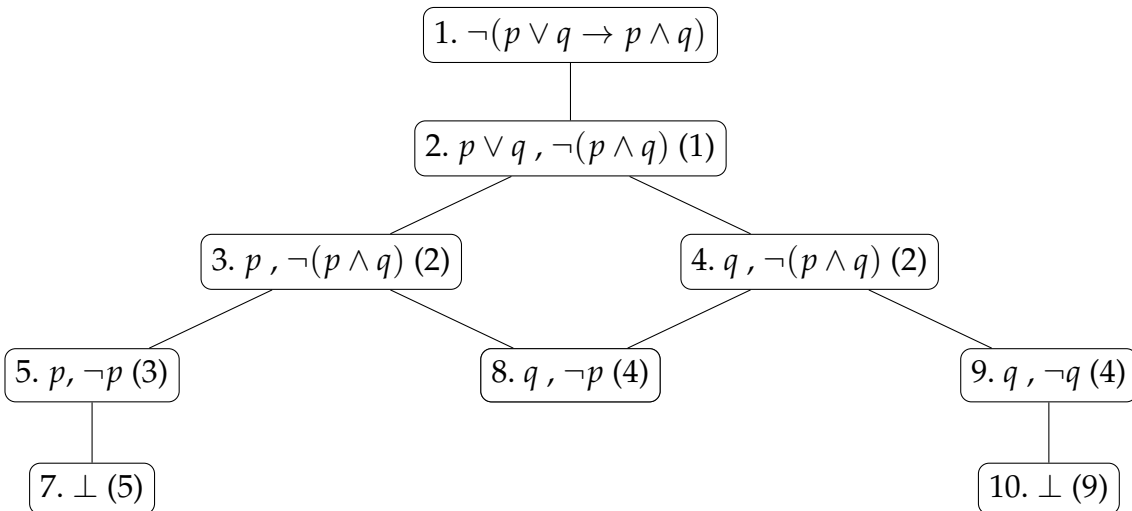 1. ¬(p ∨ q → p ∧ q)
2. p ∨ q , ¬(p ∧ q) (1)
3. p , ¬(p ∧ q) (2)
4. q , ¬(p ∧ q) (2)
5. p, ¬p (3)
8. q , ¬p (4)
9. q , ¬q (4)
7. ⊥ (5)
10. ⊥ (9)